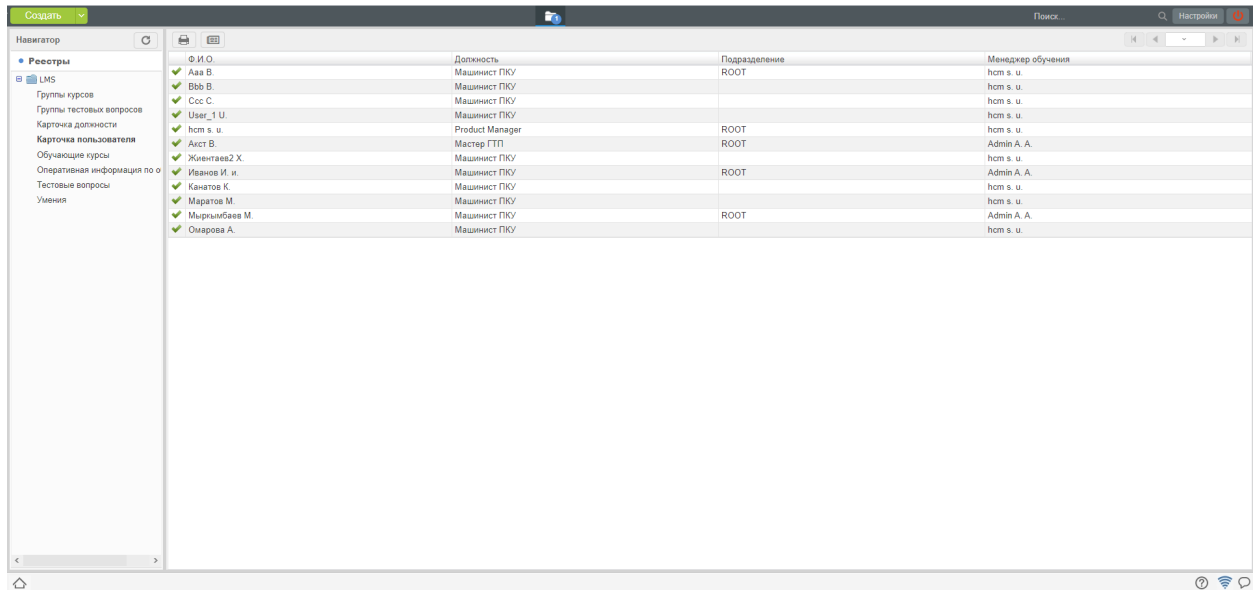 Создать
1
Поиск...
Настройки
Навигатор
Реестры
LMS
Группы курсов
Группы тестовых вопросов
Карточка должности
Карточка пользователя
Обучающие курсы
Оперативная информация по о
Тестовые вопросы
Умения
Ф.И.О. Должность Подразделение Менеджер обучения
Aaa B. Машинист ПКУ ROOT hcm s. u.
Bbb B. Машинист ПКУ hcm s. u.
Ccc C. Машинист ПКУ hcm s. u.
User_1 U. Машинист ПКУ hcm s. u.
hcm s. u. Product Manager ROOT hcm s. u.
Акст В. Мастер ГТП ROOT Admin A. A.
Жиентаев2 Х. Машинист ПКУ hcm s. u.
Иванов И. и. Машинист ПКУ ROOT Admin A. A.
Канатов К. Машинист ПКУ hcm s. u.
Маратов М. Машинист ПКУ hcm s. u.
Мыркымбаев М. Машинист ПКУ ROOT Admin A. A.
Омарова А. Машинист ПКУ hcm s. u.